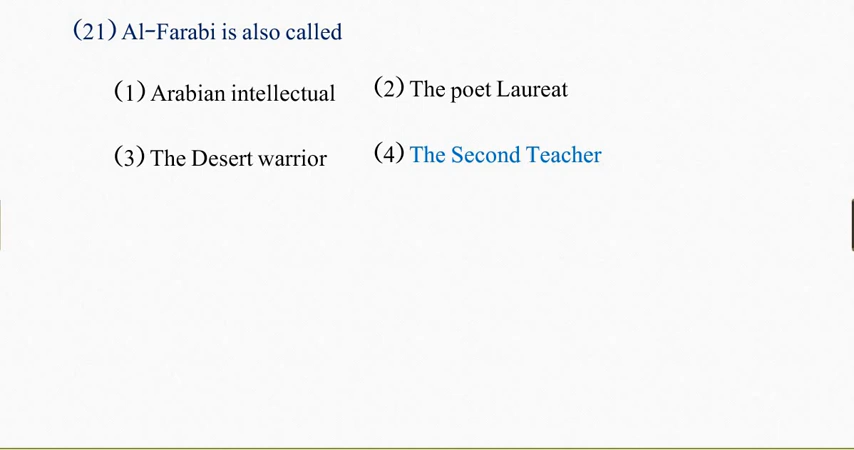 (21) Al-Farabi is also called
(1) Arabian intellectual (2) The poet Laureat
(3) The Desert warrior (4) The Second Teacher